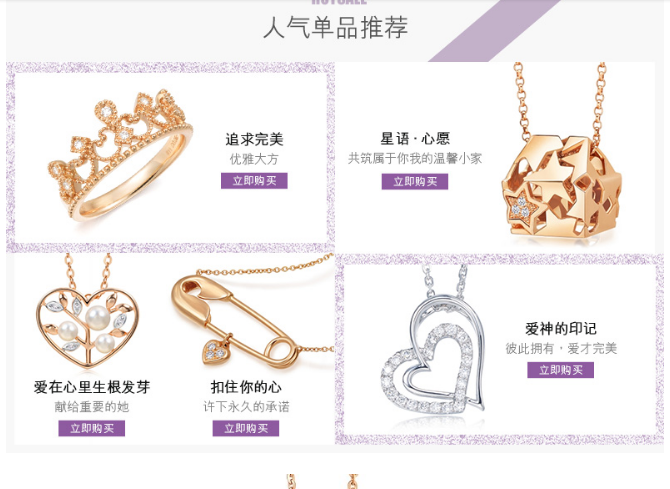 人气单品推荐
追求完美
优雅大方
立即购买
星语·心愿
共筑属于你我的温馨小家
立即购买
爱在心里生根发芽
献给重要的她
立即购买
扣住你的心
许下永久的承诺
立即购买
爱神的印记
彼此拥有·爱才完美
立即购买